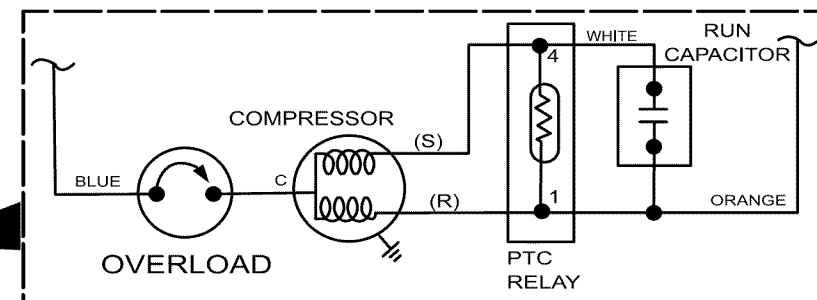 RUN
CAPACITOR
WHITE
4
COMPRESSOR
(S)
BLUE
C
(R)
1
ORANGE
OVERLOAD
PTC
RELAY